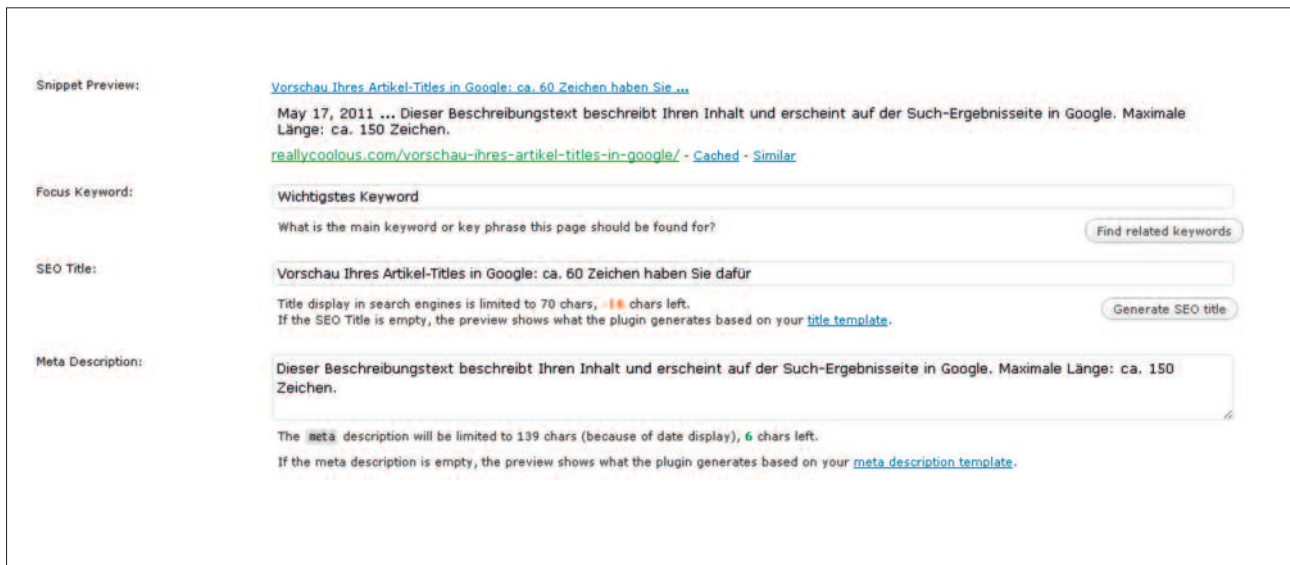 Snippet Preview:
Vorschau Ihres Artikel-Titles in Google: ca. 60 Zeichen haben Sie ...
May 17, 2011 ... Dieser Beschreibungstext beschreibt Ihren Inhalt und erscheint auf der Such-Ergebnisseite in Google. Maximale
Länge: ca. 150 Zeichen.
reallycoolous.com/vorschau-ihres-artikel-titles-in-google/ - Cached - Similar
Focus Keyword:
Wichtigstes Keyword
What is the main keyword or key phrase this page should be found for?
Find related keywords
SEO Title:
Vorschau Ihres Artikel-Titles in Google: ca. 60 Zeichen haben Sie dafür
Title display in search engines is limited to 70 chars, chars left.
If the SEO Title is empty, the preview shows what the plugin generates based on your title template.
Generate SEO title
Meta Description:
Dieser Beschreibungstext beschreibt Ihren Inhalt und erscheint auf der Such-Ergebnisseite in Google. Maximale Länge: ca. 150
Zeichen.
The meta description will be limited to 139 chars (because of date display), 6 chars left.
If the meta description is empty, the preview shows what the plugin generates based on your meta description template.